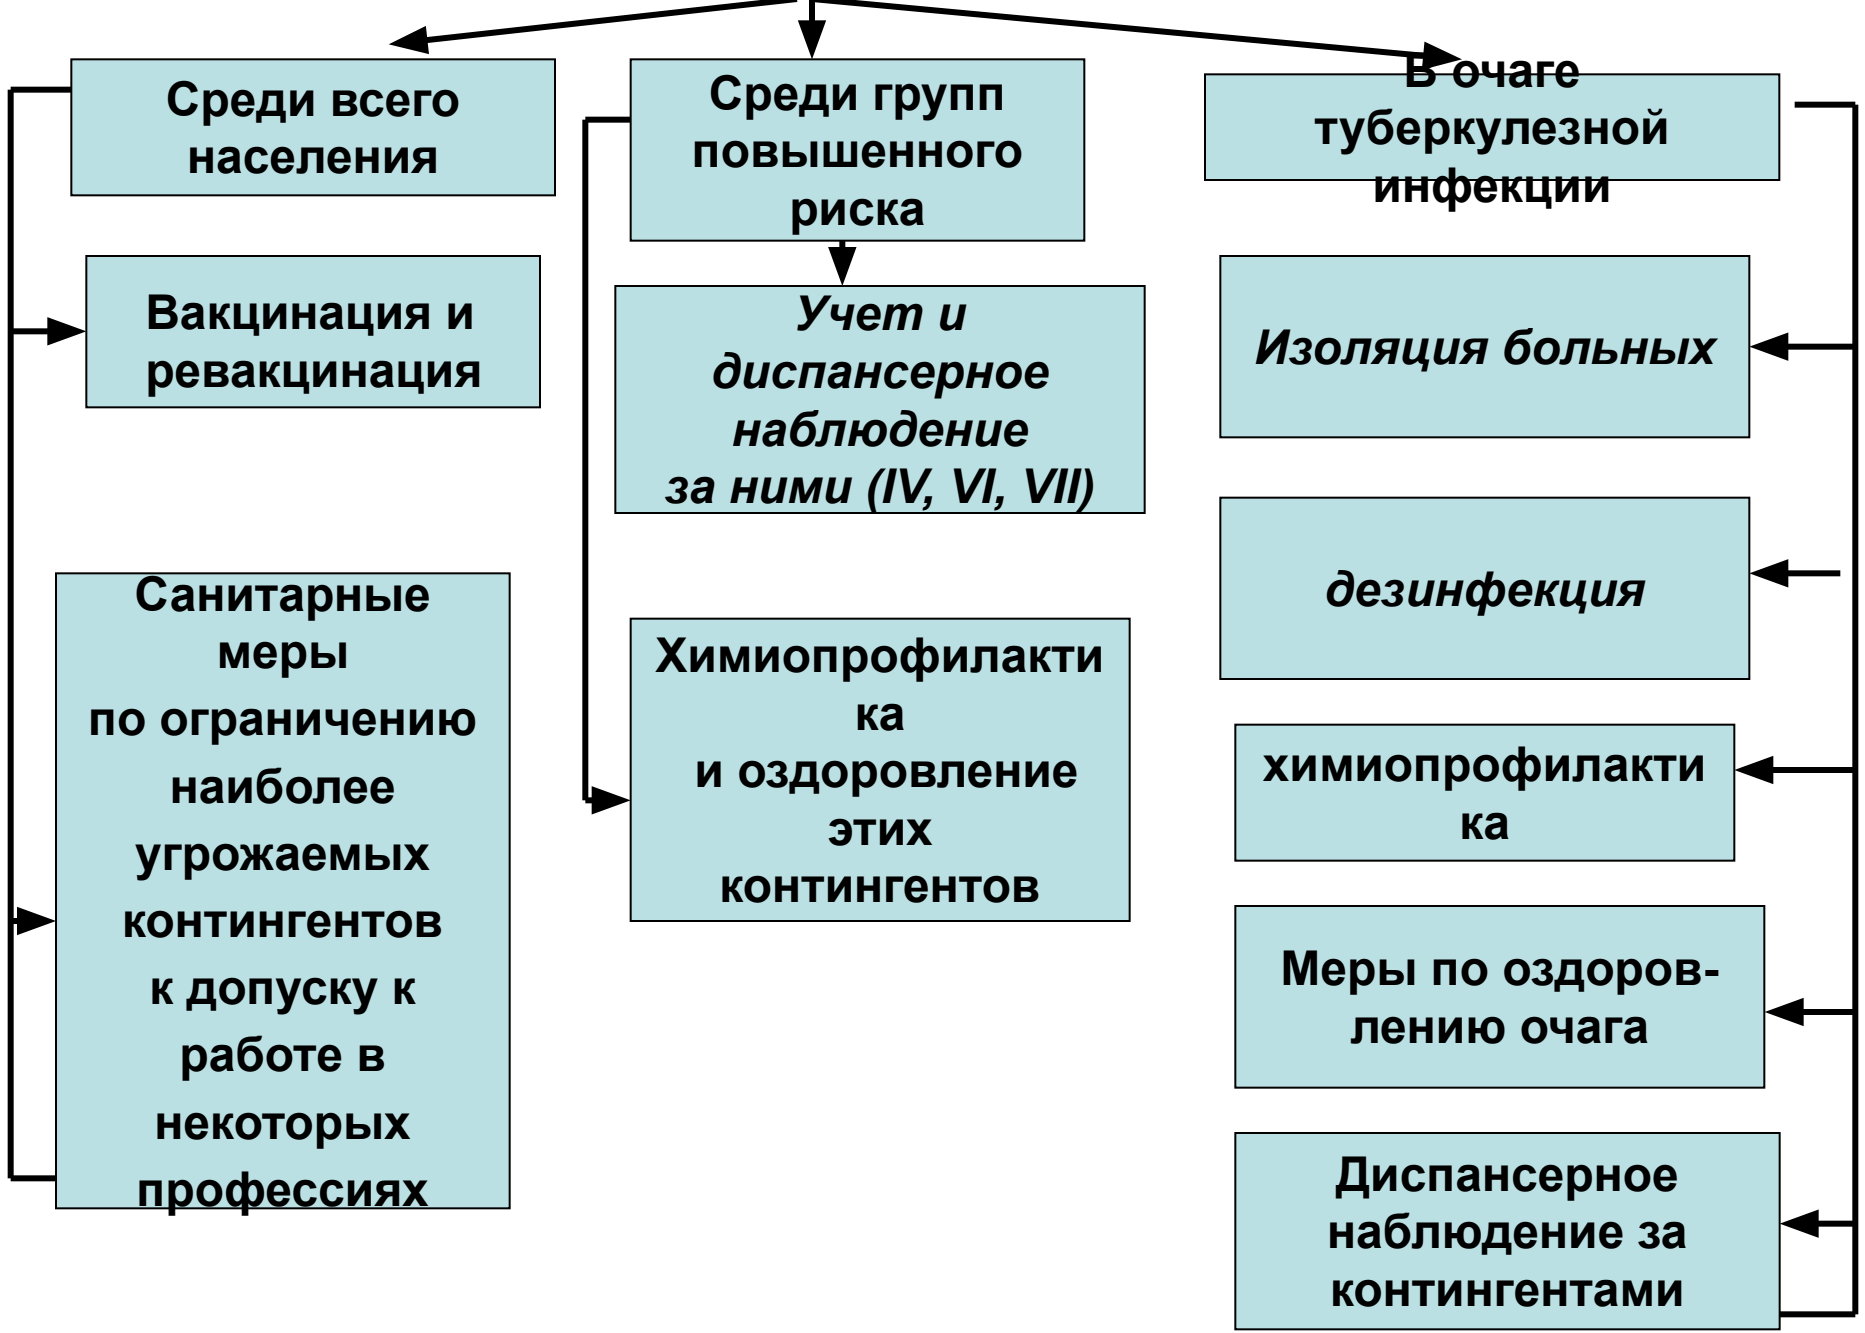 Среди всего
населения
Вакцинация и
ревакцинация
Санитарные
меры
по ограничению
наиболее
угрожаемых
контингентов
к допуску к
работе в
некоторых
профессиях
Среди групп
повышенного
риска
Учет и
диспансерное
наблюдение
за ними (IV, VI, VII)
Химиопрофилакти
ка
и оздоровление
этих
контингентов
В очаге
туберкулезной
инфекции
Изоляция больных
дезинфекция
химиопрофилакти
ка
Меры по оздоров-
лению очага
Диспансерное
наблюдение за
контингентами